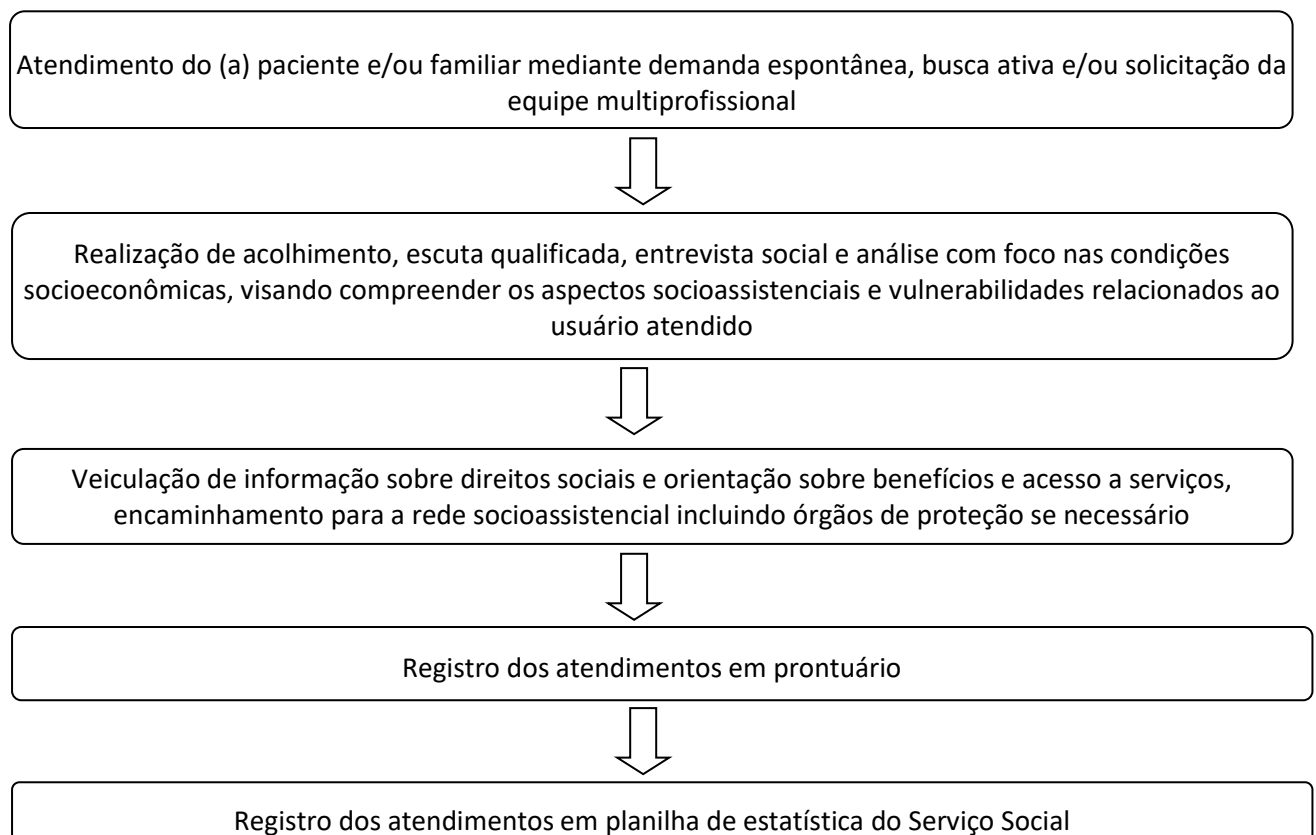 Atendimento do (a) paciente e/ou familiar mediante demanda espontânea, busca ativa e/ou solicitação da
equipe multiprofissional
Realização de acolhimento, escuta qualificada, entrevista social e análise com foco nas condições
socioeconômicas, visando compreender os aspectos socioassistenciais e vulnerabilidades relacionados ao
usuário atendido
Veiculação de informação sobre direitos sociais e orientação sobre benefícios e acesso a serviços,
encaminhamento para a rede socioassistencial incluindo órgãos de proteção se necessário
Registro dos atendimentos em prontuário
Registro dos atendimentos em planilha de estatística do Serviço Social